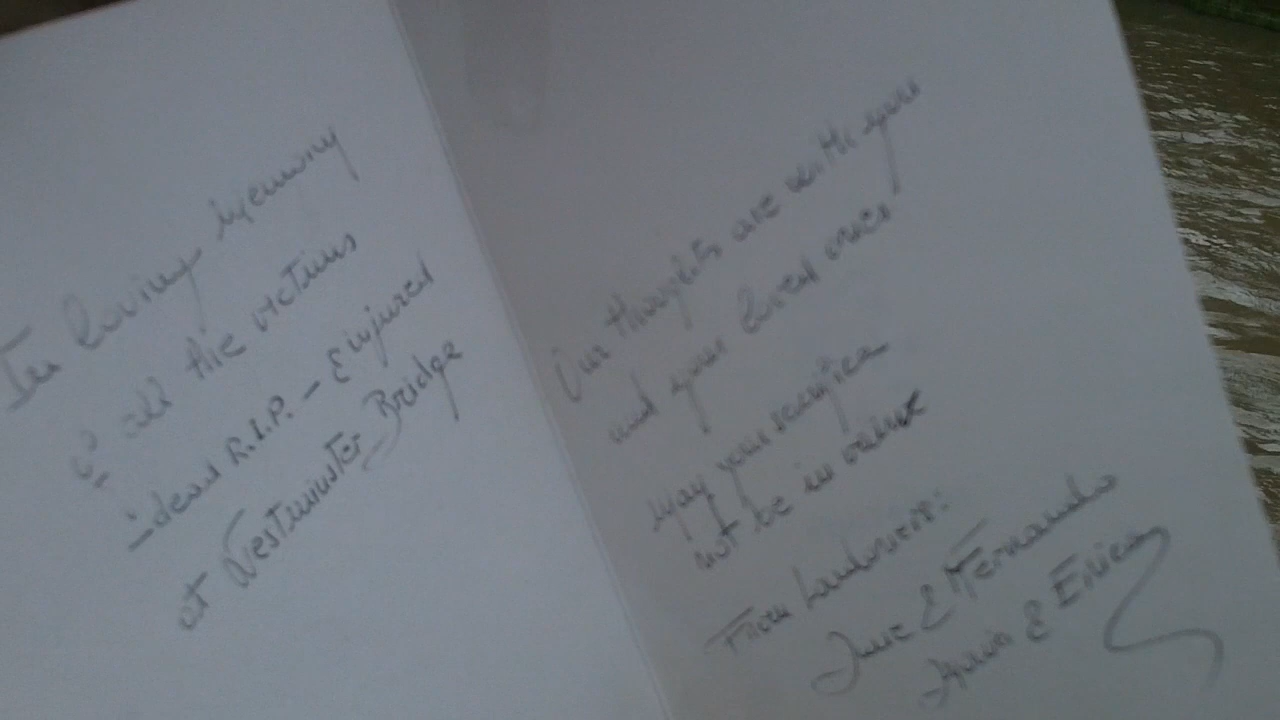 In loving memory
of all the victims
- dead R.I.P. - & injured
at Westminster Bridge
Our thoughts are with you
and your loved ones
May your sacrifice
not be in vain
From Londoners:
June & Fernando
& Erica